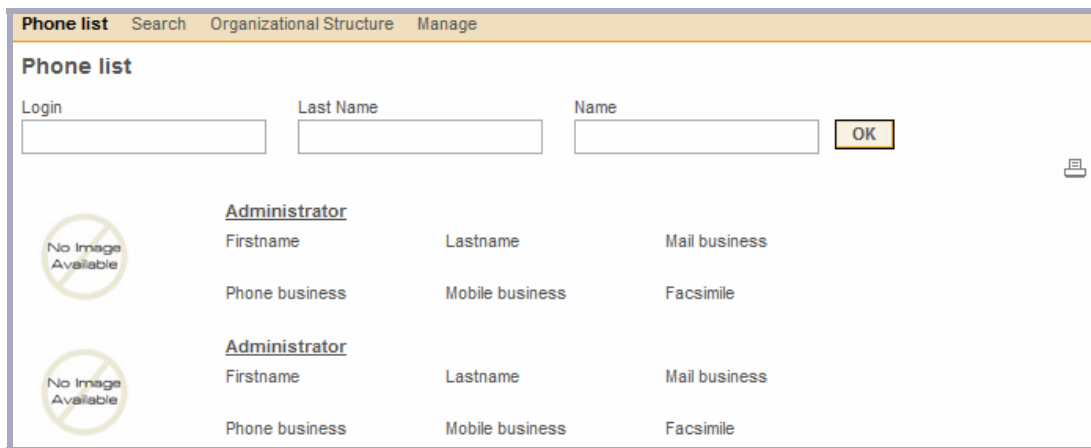 Phone list Search Organizational Structure Manage
Phone list
Login Last Name Name
OK
Administrator
No Image Available
Firstname Lastname Mail business
Phone business Mobile business Facsimile
Administrator
No Image Available
Firstname Lastname Mail business
Phone business Mobile business Facsimile